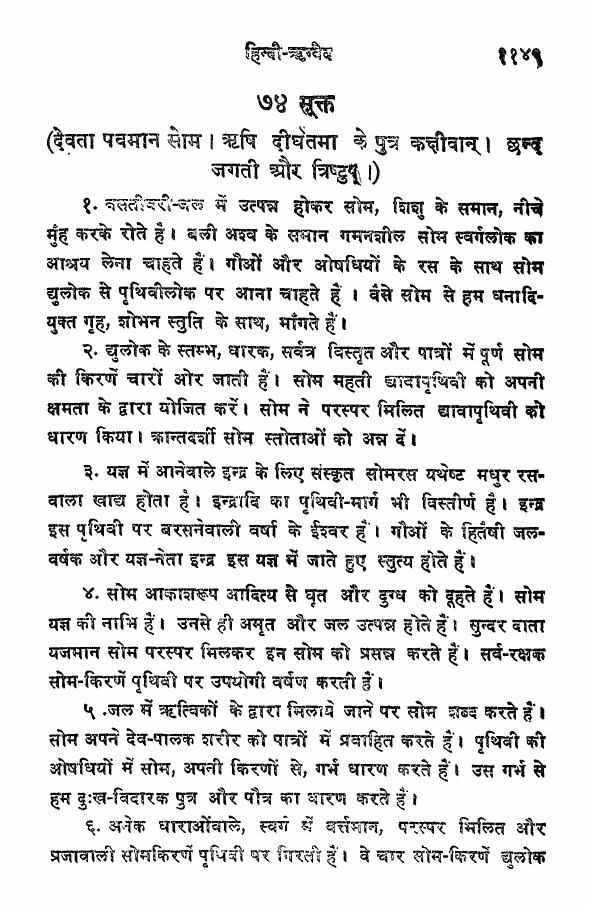 हिन्दी-ऋग्वेद ११४९
७४ सूक्त
(देवता पवमान सोम। ऋषि दीर्घतमा के पुत्र कक्षीवान्। छन्द
जगती और त्रिष्टुप्।)
१. वसतीवरी-जल में उत्पन्न होकर सोम, शिशु के समान, नीचे
मुंह करके रोते हैं। बली अश्व के समान गमनशील सोम स्वर्गलोक का
आश्रय लेना चाहते हैं। गौओं और ओषधियों के रस के साथ सोम
द्युलोक से पृथिवीलोक पर आना चाहते हैं । वैसे सोम से हम धनादि-
युक्त गृह, शोभन स्तुति के साथ, माँगते हैं।
२. द्युलोक के स्तम्भ, धारक, सर्वत्र विस्तृत और पात्रों में पूर्ण सोम
की किरणें चारों ओर जाती हैं। सोम महती द्यावापृथिवी को अपनी
क्षमता के द्वारा योजित करें। सोम ने परस्पर मिलित द्यावापृथिवी को
धारण किया। क्रान्तदर्शी सोम स्तोताओं को अन्न दें।
३. यज्ञ में आनेवाले इन्द्र के लिए संस्कृत सोमरस यथेष्ट मधुर रस-
वाला खाद्य होता है। इन्द्रादि का पृथिवी-मार्ग भी विस्तीर्ण है। इन्द्र
इस पृथिवी पर बरसनेवाली वर्षा के ईश्वर हैं। गौओं के हितैषी जल-
वर्षक और यज्ञ-नेता इन्द्र इस यज्ञ में जाते हुए स्तुत्य होते हैं।
४. सोम आकाशरूप आदित्य से घृत और दुग्ध को दूहते हैं। सोम
यज्ञ की नाभि हैं। उनसे ही अमृत और जल उत्पन्न होते हैं। सुन्दर दाता
यजमान सोम परस्पर मिलकर इन सोम को प्रसन्न करते हैं। सर्व-रक्षक
सोम-किरणें पृथिवी पर उपयोगी वर्षण करती हैं।
५ .जल में ऋत्विकों के द्वारा मिलाये जाने पर सोम शब्द करते हैं।
सोम अपने देव-पालक शरीर को पात्रों में प्रवाहित करते हैं। पृथिवी की
ओषधियों में सोम, अपनी किरणों से, गर्भ धारण करते हैं। उस गर्भ से
हम दुःख-विदारक पुत्र और पौत्र का धारण करते हैं।
६. अनेक धाराओंवाले, स्वर्ग में वर्त्तमान, परस्पर मिलित और
प्रजावाली सोमकिरणें पृथिवी पर गिरती हैं। वे चार सोम-किरणें द्युलोक